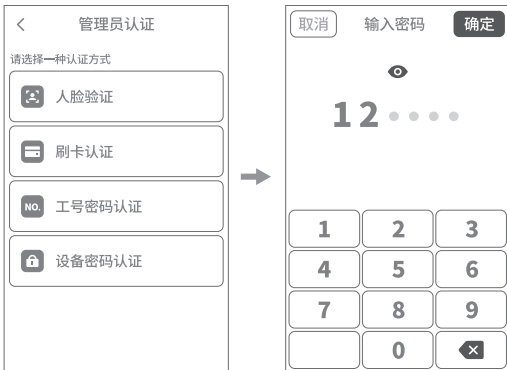 管理员认证
请选择一种认证方式
人脸验证
刷卡认证
NO. 工号密码认证
设备密码认证
取消 输入密码 确定
12
1 2 3
4 5 6
7 8 9
0